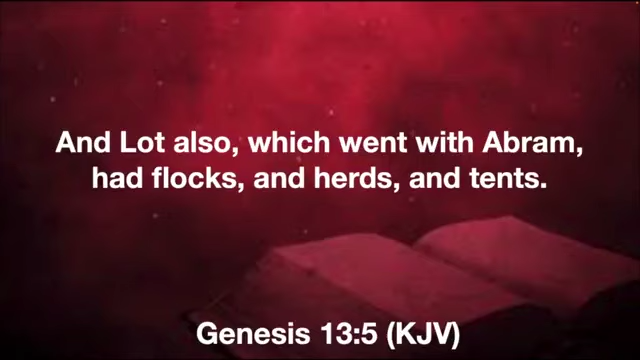 And Lot also, which went with Abram,
had flocks, and herds, and tents.
Genesis 13:5 (KJV)